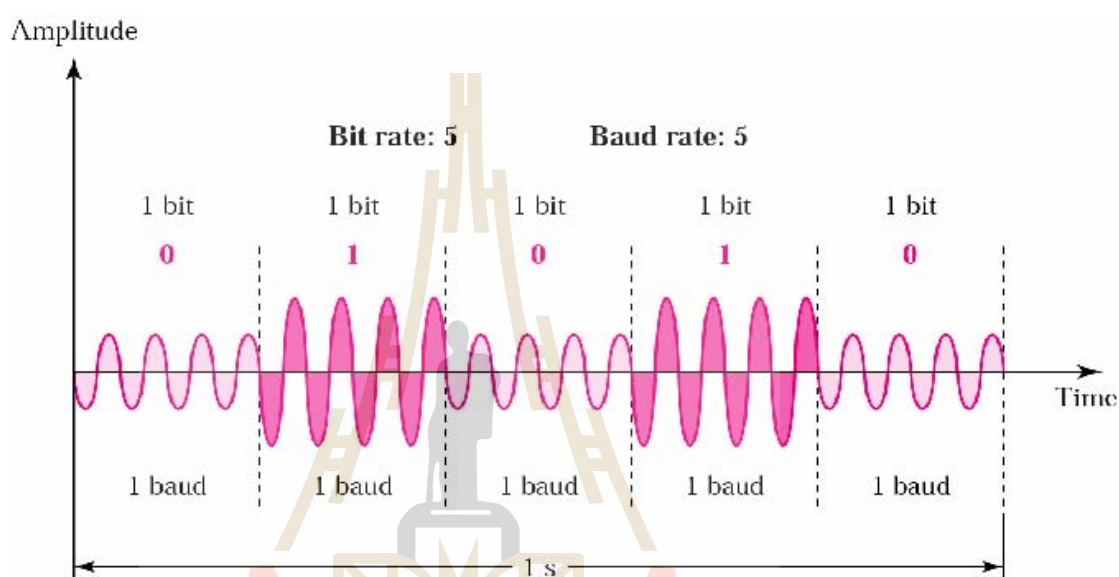 Amplitude
Bit rate: 5 Baud rate: 5
1 bit 1 bit 1 bit 1 bit 1 bit
0 1 0 1 0
Time
1 baud 1 baud 1 baud 1 baud 1 baud
1 s